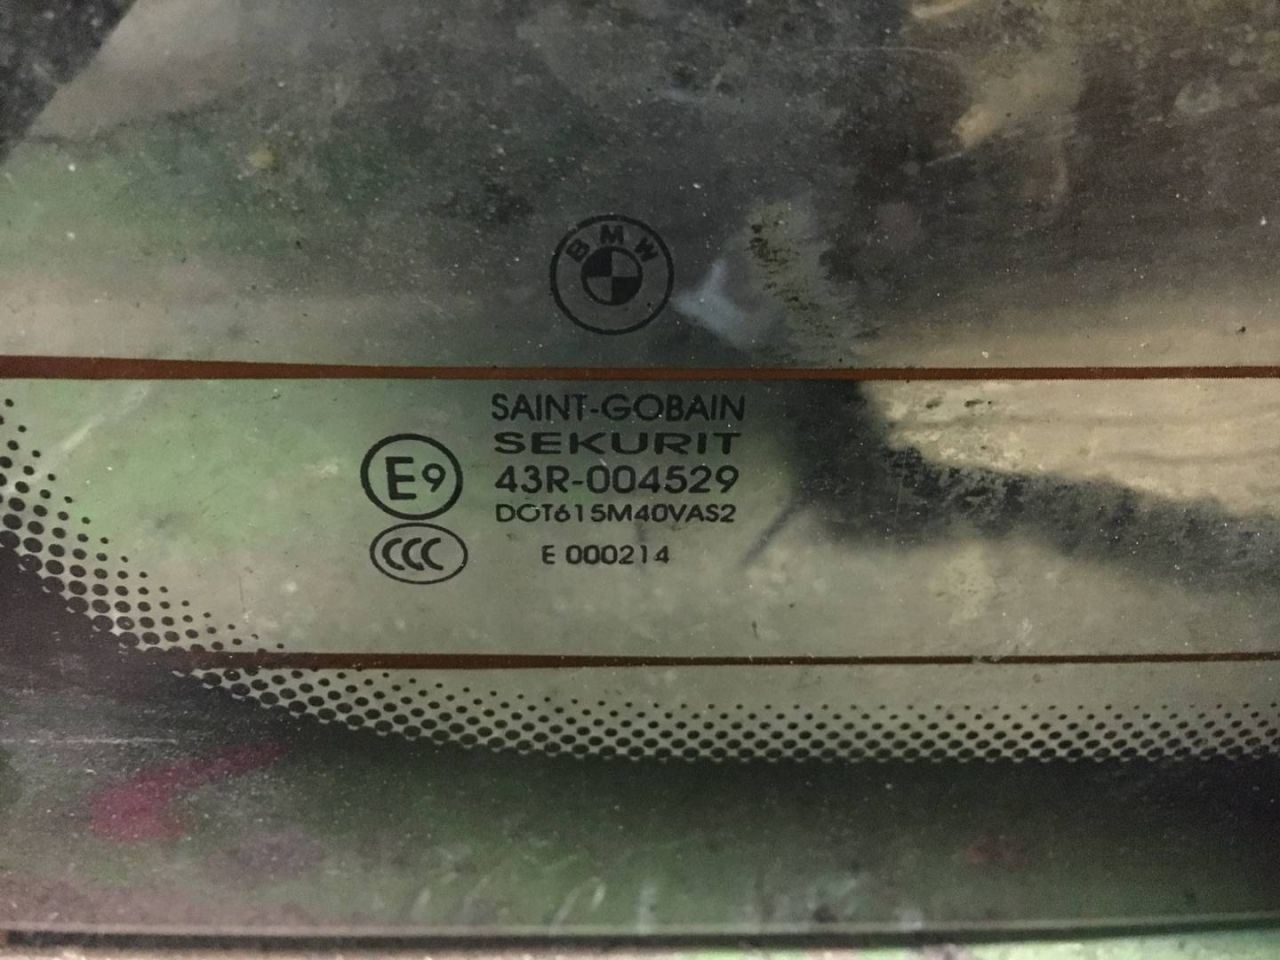 BMW
SAINT-GOBAIN
SEKURIT
E9 43R-004529
DOT615M40VAS2
CCC E 000214